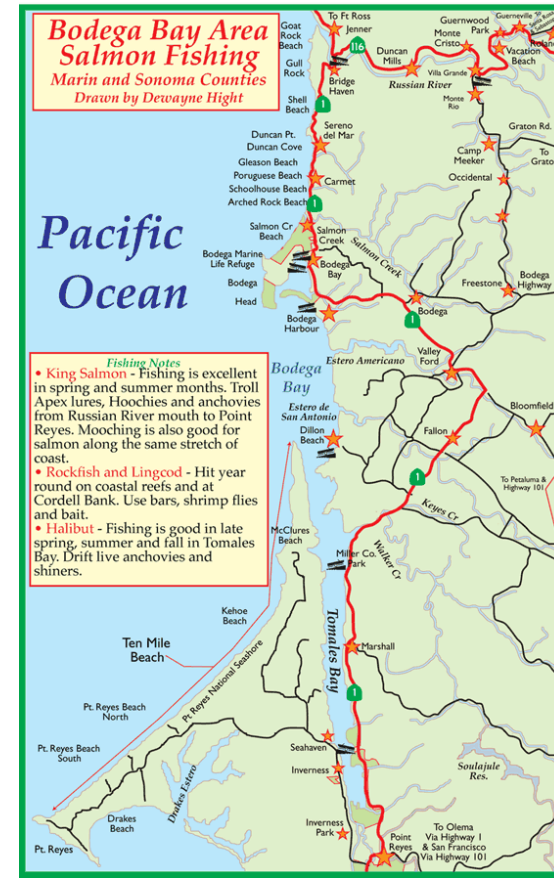 Bodega Bay Area
Salmon Fishing
Marin and Sonoma Counties
Drawn by Dewayne Hight
To Ft Ross
Goat
Rock
Beach
Jenner
116
Gull
Rock
Bridge
Haven
Duncan
Mills
Russian River
Monte
Cristo
Guernwood
Park
Guerneville
Vacation
Beach
Villa Grande
Monte
Rio
Shell
Beach
1
Sereno
del Mar
Duncan Pt.
Duncan Cove
Gleason Beach
Poruguese Beach
Carmet
Schoolhouse Beach
Arched Rock Beach
1
Graton Rd.
To
Camp
Meeker
Occidental
Pacific
Ocean
Salmon Cr
Beach
Salmon
Creek
Salmon Creek
Bodega Marine
Life Refuge
Bodega
Bay
Bodega
Head
Bodega
Harbour
Freestone
Bodega
Highway
Bodega
1
Valley
Ford
Estero Americano
Bodega
Bay
Estero de
San Antonio
Dillon
Beach
Fallon
Bloomfield
To Petaluma &
Highway 101
1
Keyes Cr
Walker Cr
Fishing Notes
• King Salmon - Fishing is excellent
in spring and summer months. Troll
Apex lures, Hoochies and anchovies
from Russian River mouth to Point
Reyes. Mooching is also good for
salmon along the same stretch of
coast.
• Rockfish and Lingcod - Hit year
round on coastal reefs and at
Cordell Bank. Use bars, shrimp flies
and bait.
• Halibut - Fishing is good in late
spring, summer and fall in Tomales
Bay. Drift live anchovies and
shiners.
McClures
Beach
Miller Co.
Park
Tomales Bay
Kehoe
Beach
Ten Mile
Beach
Pt Reyes National Seashore
Marshall
1
Pt. Reyes Beach
North
Pt. Reyes Beach
South
Seahaven
Inverness
Soulajule
Res.
Drakes Estero
Drakes
Beach
Pt. Reyes
Inverness
Park
Point
Reyes
To Olema
Via Highway 1
& San Francisco
Via Highway 101